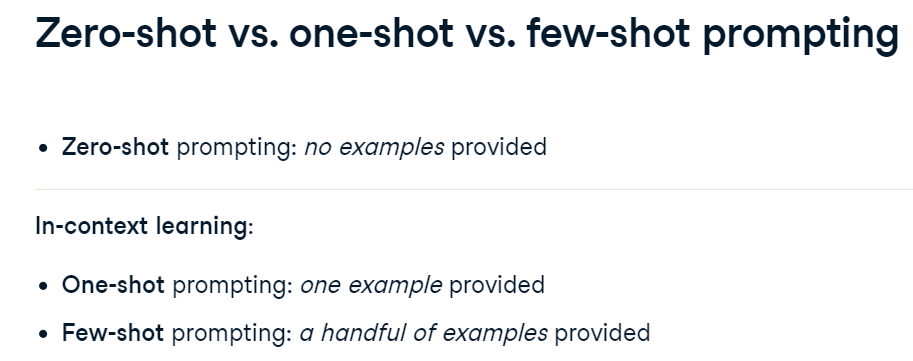 Zero-shot vs. one-shot vs. few-shot prompting
• Zero-shot prompting: no examples provided
In-context learning:
• One-shot prompting: one example provided
• Few-shot prompting: a handful of examples provided